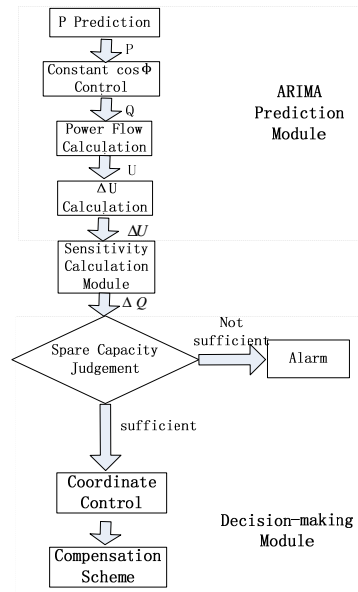 P Prediction
P
Constant cosΦ
Control
Q
Power Flow
Calculation
U
ΔU
Calculation
ΔU
Sensitivity
Calculation
Module
ΔQ
ARIMA
Prediction
Module
Spare Capacity
Judgement
Not
sufficient
Alarm
sufficient
Coordinate
Control
Compensation
Scheme
Decision-making
Module